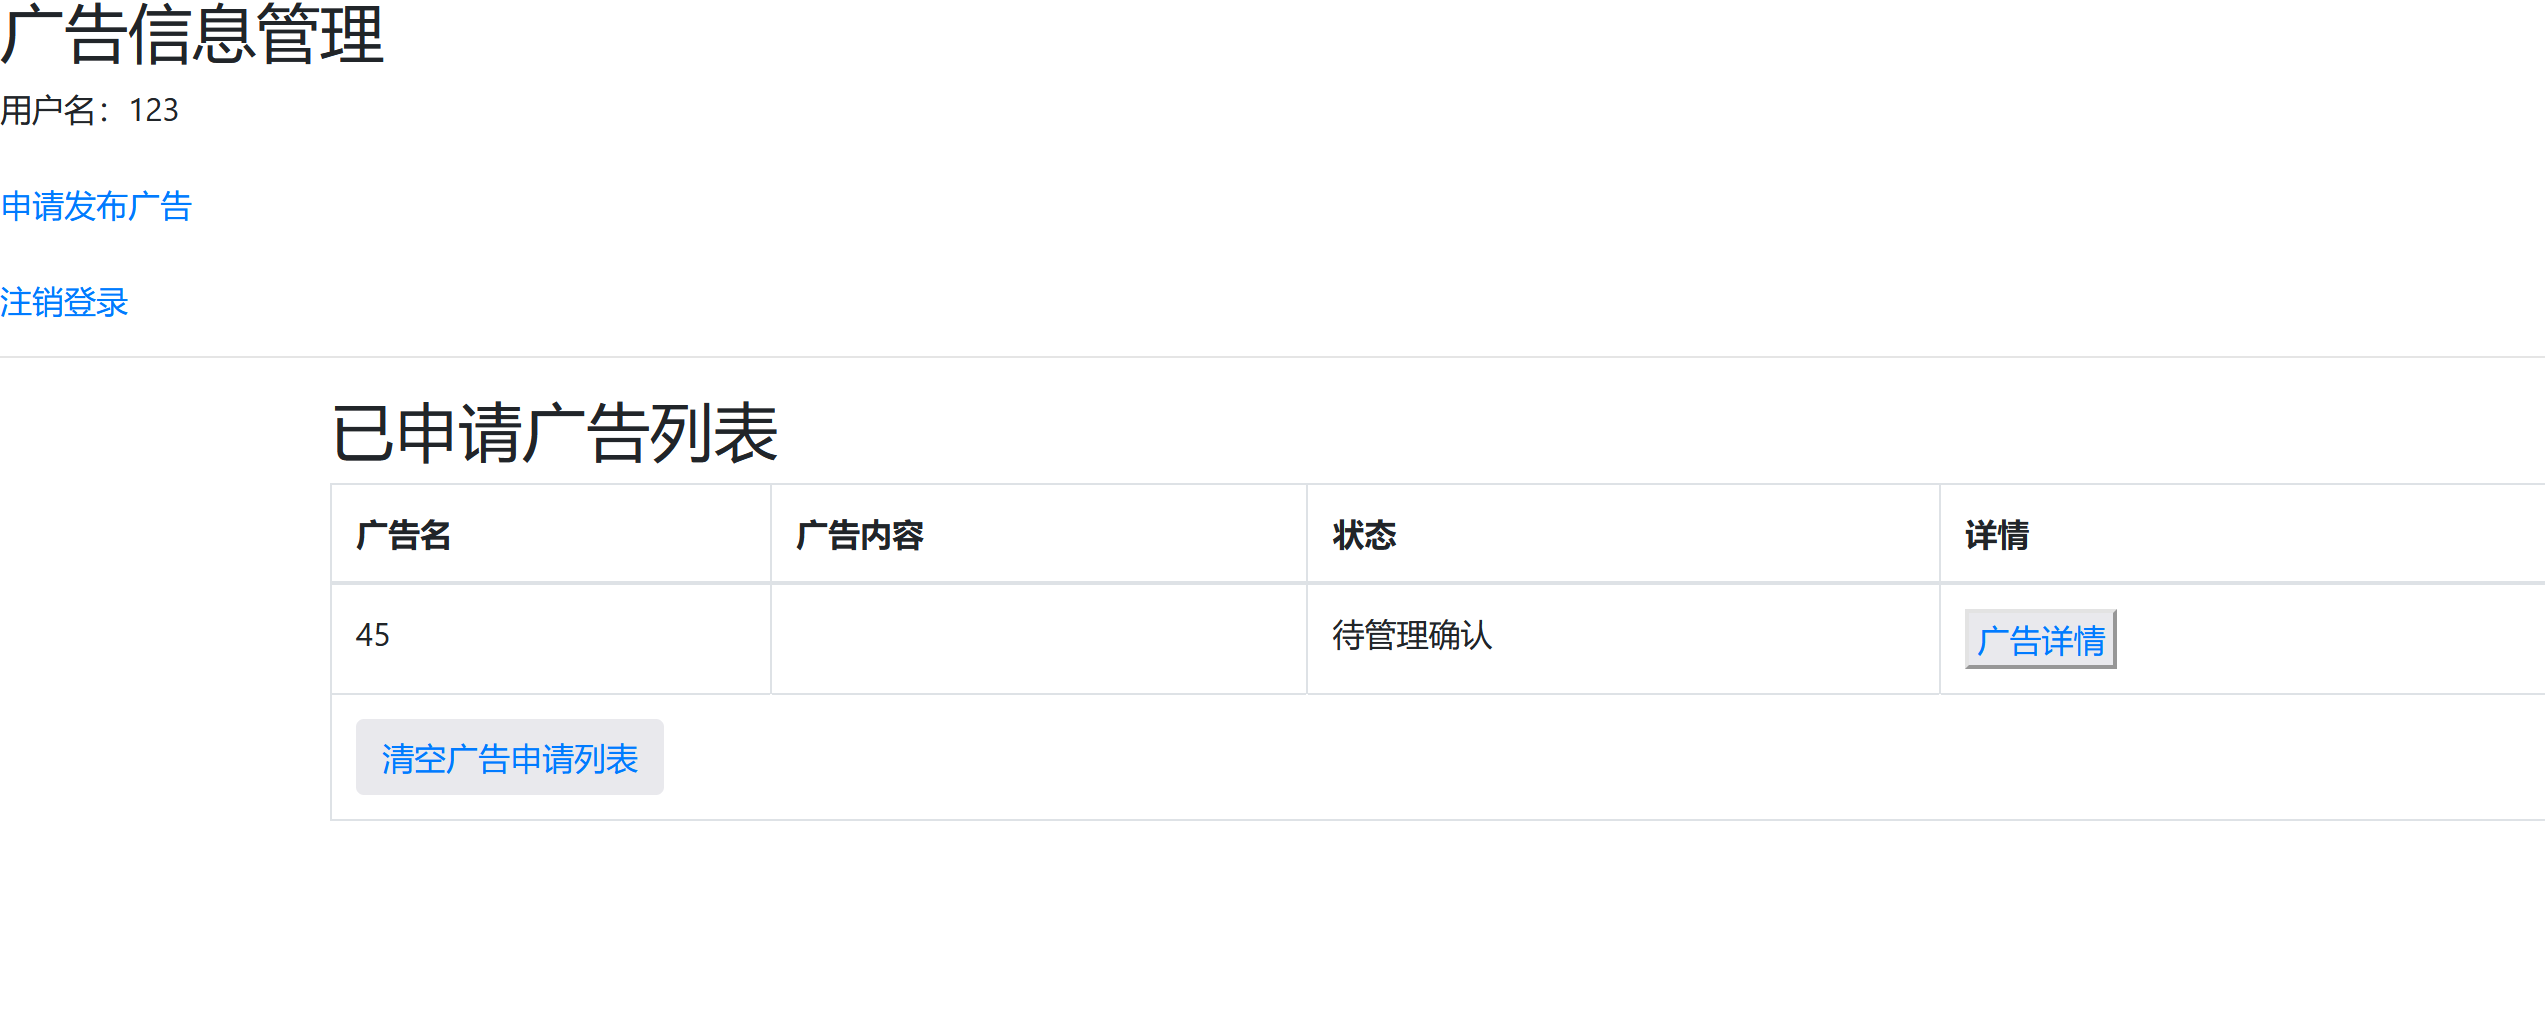 广告信息管理
用户名：123
申请发布广告
注销登录
已申请广告列表
广告名 广告内容 状态 详情
45 待管理确认 广告详情
清空广告申请列表